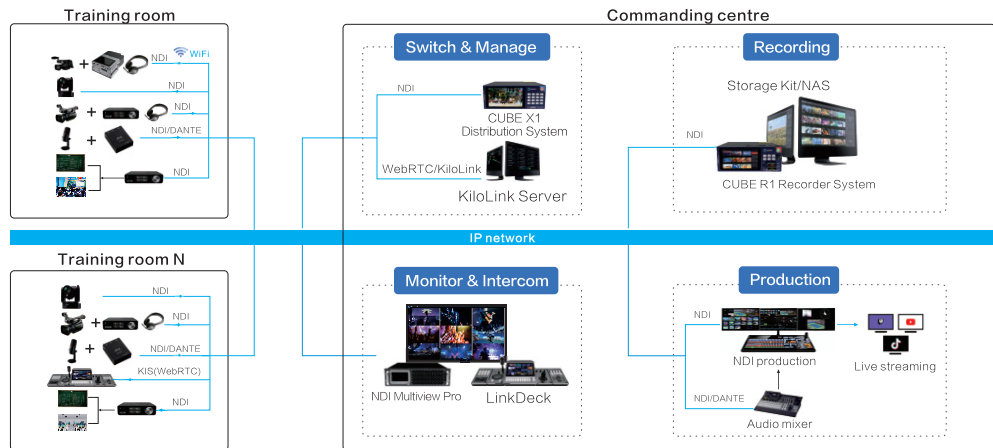 Training room
Commanding centre
NDI
WiFi
NDI
NDI
NDI/DANTE
NDI
Switch & Manage
NDI
CUBE X1
Distribution System
WebRTC/KiloLink
KiloLink Server
Recording
Storage Kit/NAS
NDI
CUBE R1 Recorder System
IP network
Training room N
NDI
NDI
NDI/DANTE
KIS(WebRTC)
NDI
Monitor & Intercom
NDI Multiview Pro
LinkDeck
Production
NDI
NDI production
Live streaming
NDI/DANTE
Audio mixer